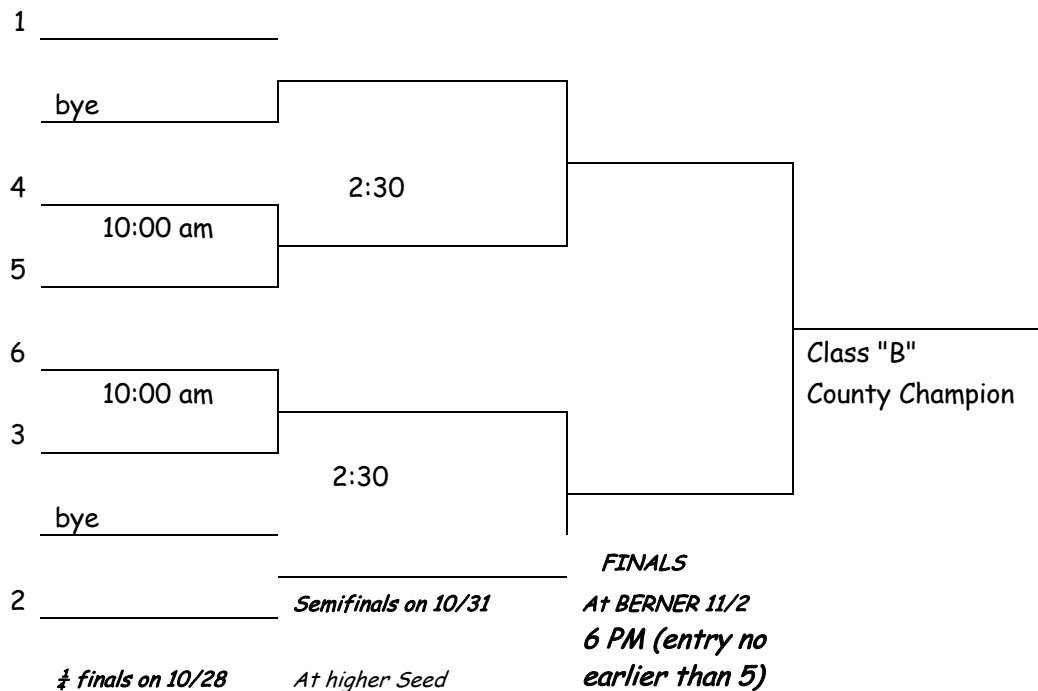 1
bye
4
2:30
10:00 am
5
6
Class "B"
10:00 am
County Champion
3
2:30
bye
FINALS
2
Semifinals on 10/31
At BERNER 11/2
6 PM (entry no
earlier than 5)
¼ finals on 10/28
At higher Seed